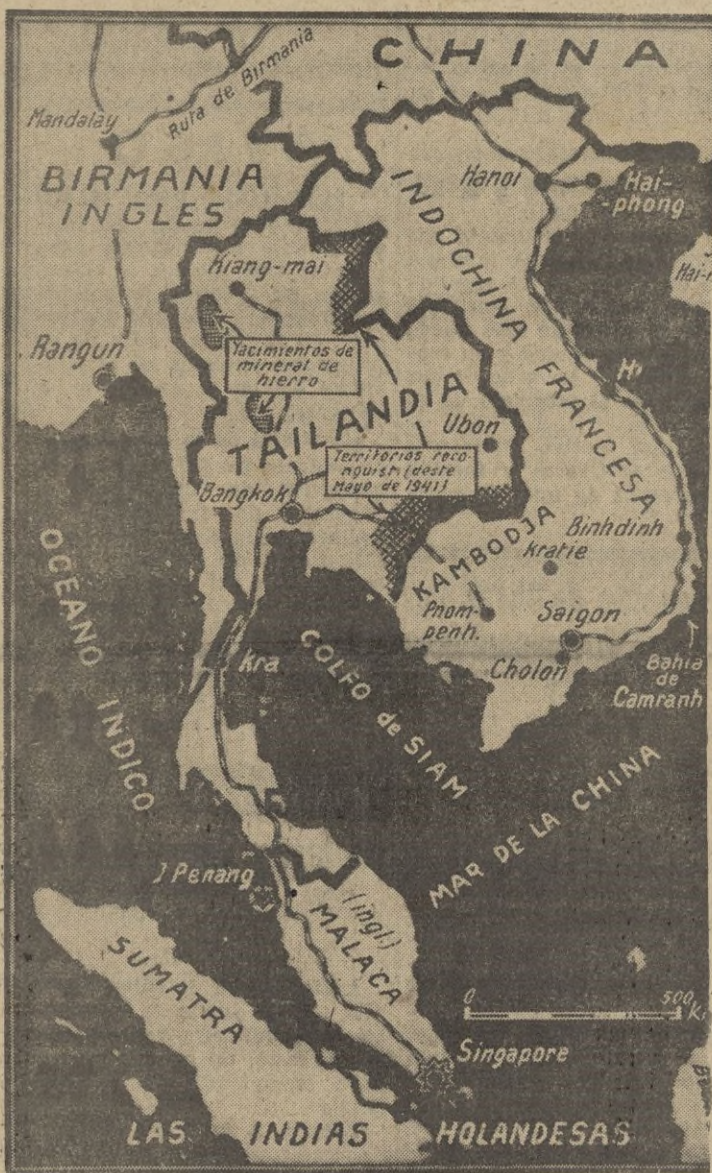 CHINA
Ruta de Birmania
Mandalay
BIRMANIA
INGLES
Hanoi
Hai-
-phong
INDOCHINA FRANCESA
Kiang-mai
Rangun
Yacimientos de
mineral de
hierro
TAILANDIA
Ubon
Territorios reco-
nquist (deste
Mayo de 1941)
Bangkok
KAMBODJA
Binhdinh
Kratie
Pnom-
penh.
Saigon
Cholon
Bahia
de
Camranh
OCEANO INDICO
Kra
GOLFO de SIAM
MAR DE LA CHINA
J Penang
(ingl)
MALACA
SUMATRA
0 500 Ki
Singapore
LAS INDIAS HOLANDESAS